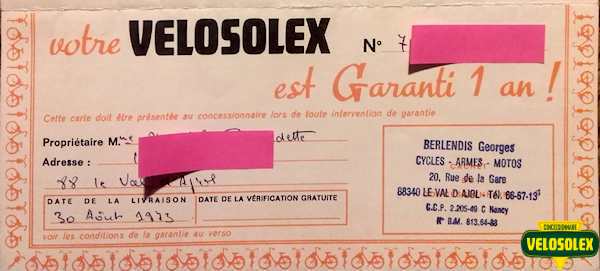 votre VELOSOLEX N° 7
est Garanti 1 an !
Cette carte doit être présentée au concessionnaire lors de toute intervention de garantie
Propriétaire Mme dette
Adresse :
88 le Val d'Ajol
DATE DE LA LIVRAISON
30 Août 1973
DATE DE LA VÉRIFICATION GRATUITE
voir les conditions de la garantie au verso
BERLENDIS Georges
CYCLES - ARMES - MOTOS
20, Rue de la Gare
88340 LE VAL D'AJOL Tél. 66-67-13
C.C.P. 2.205-49 C Nancy
N° B.M. 813.64-88
CONCESSIONNAIRE
VELOSOLEX